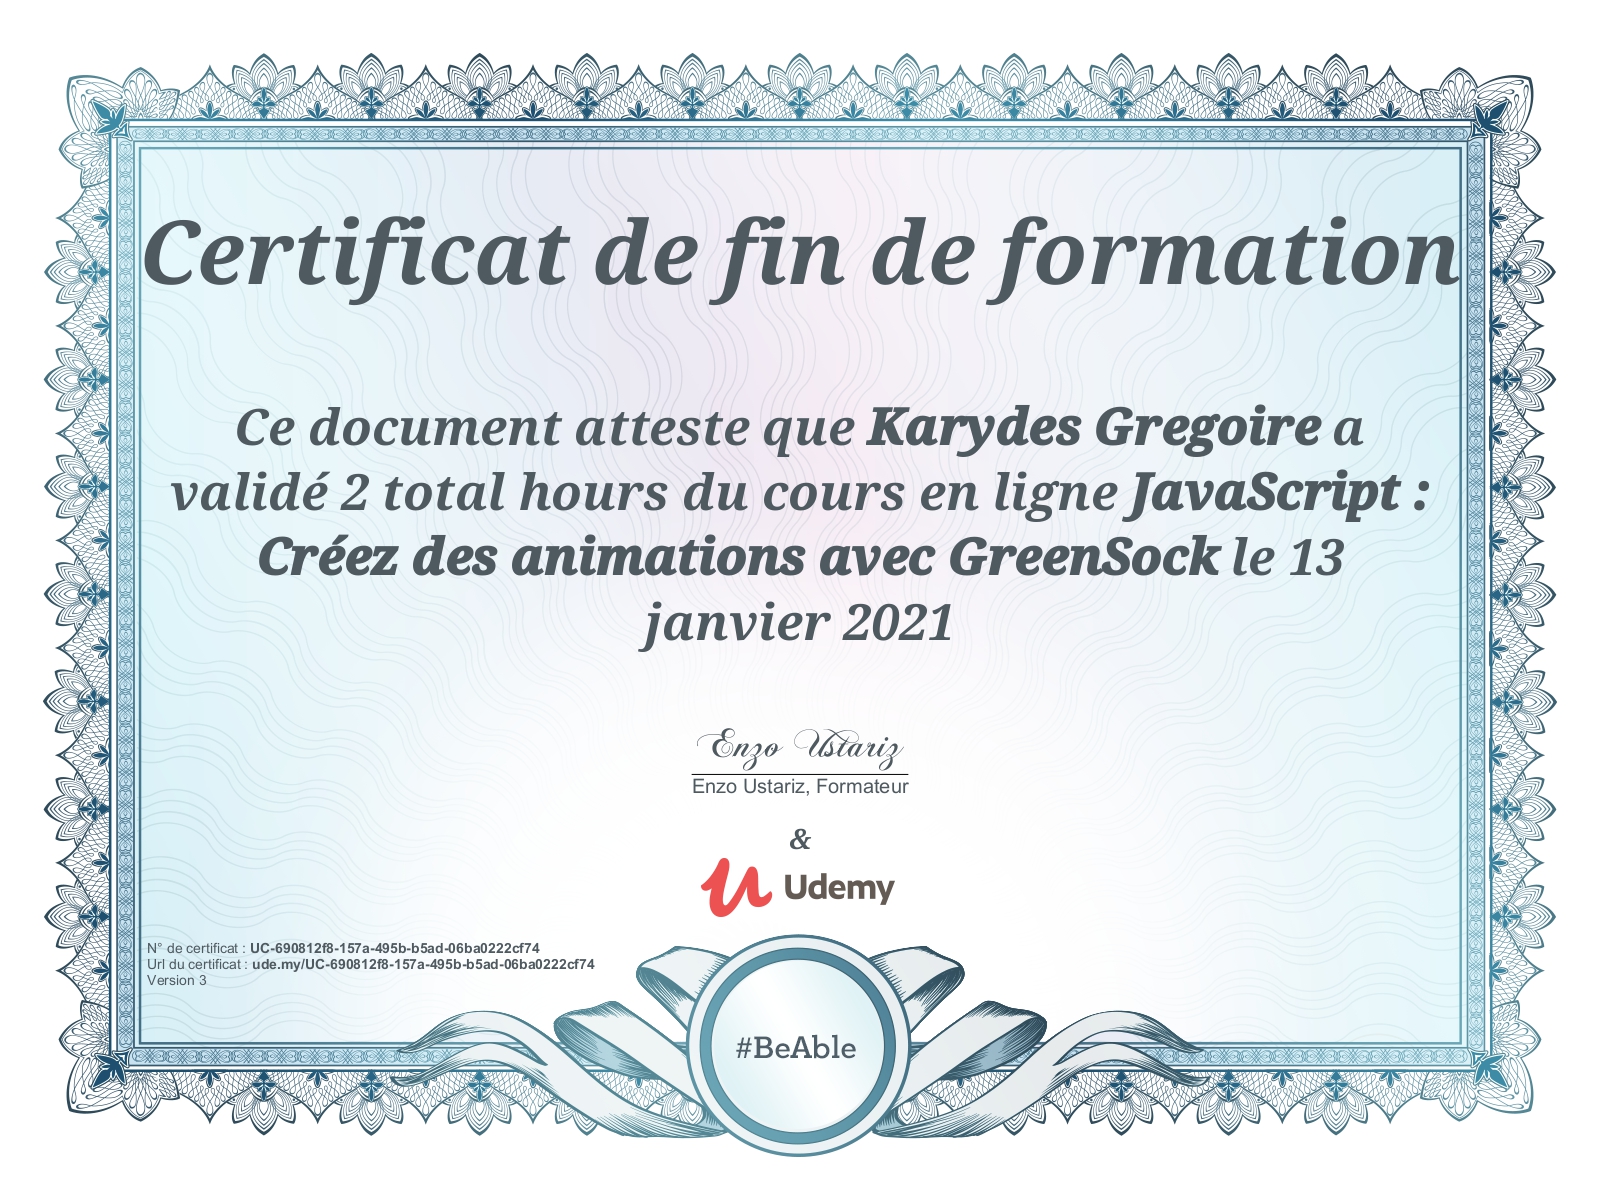 Certificat de fin de formation
Ce document atteste que Karydes Gregoire a
validé 2 total hours du cours en ligne JavaScript :
Créez des animations avec GreenSock le 13
janvier 2021
Enzo Ustariz
Enzo Ustariz, Formateur
&
Udemy
N° de certificat : UC-690812f8-157a-495b-b5ad-06ba0222cf74
Url du certificat : ude.my/UC-690812f8-157a-495b-b5ad-06ba0222cf74
Version 3
#BeAble